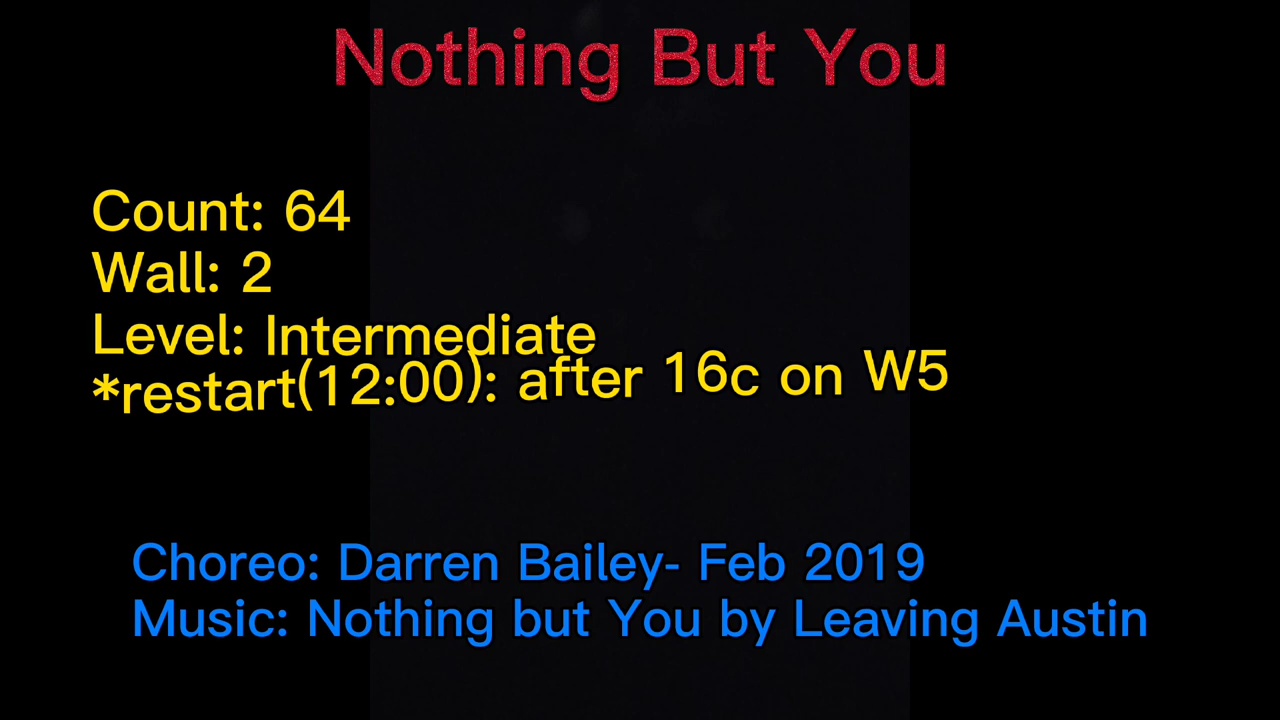 Nothing But You
Count: 64
Wall: 2
Level: Intermediate
*restart(12:00): after 16c on W5
Choreo: Darren Bailey- Feb 2019
Music: Nothing but You by Leaving Austin